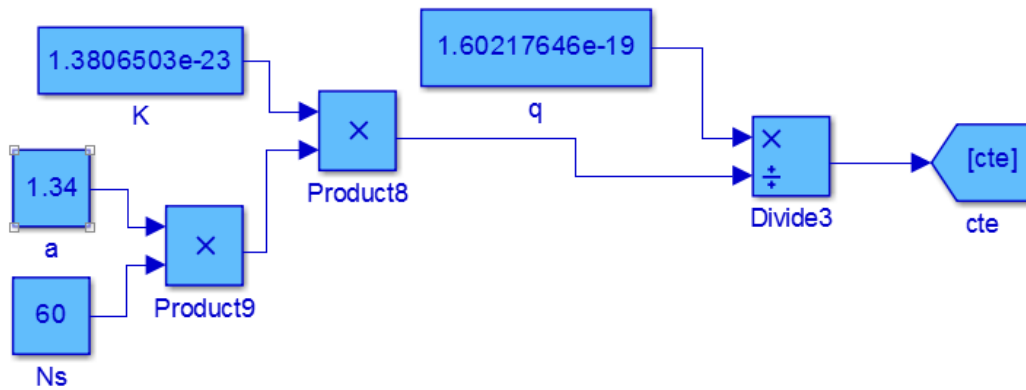 1.3806503e-23
K
1.60217646e-19
q
×
Product8
1.34
a
×
Product9
60
Ns
×
÷
Divide3
[cte]
cte